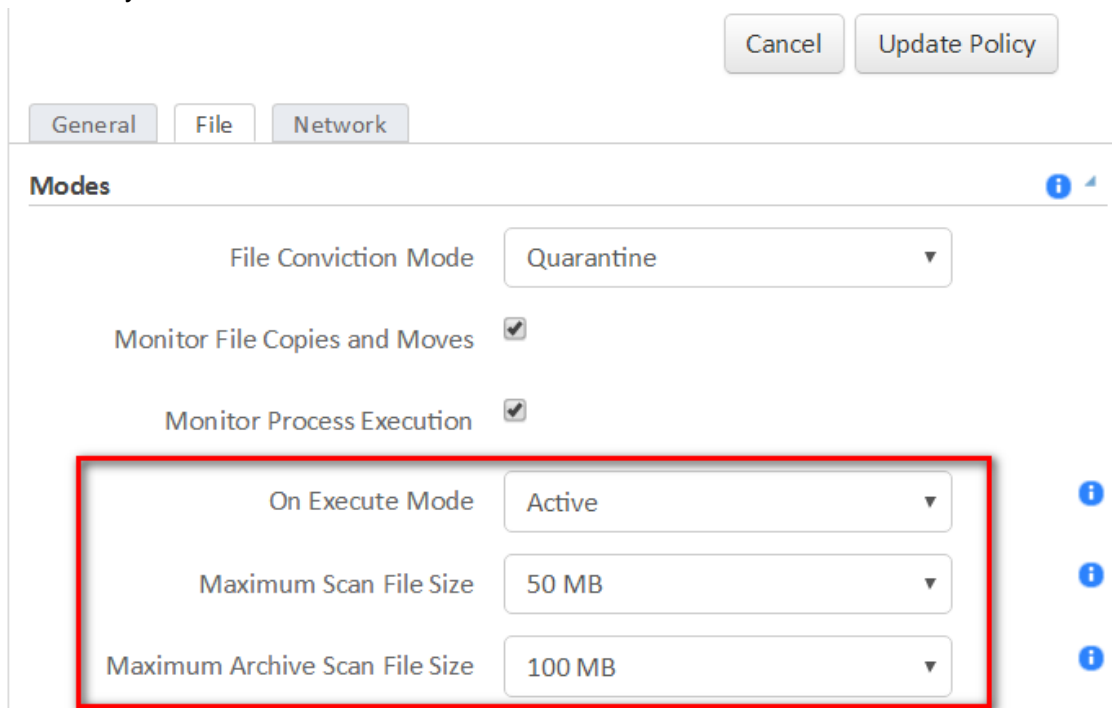 Cancel Update Policy
General File Network
Modes
File Conviction Mode Quarantine
Monitor File Copies and Moves
Monitor Process Execution
On Execute Mode Active
Maximum Scan File Size 50 MB
Maximum Archive Scan File Size 100 MB